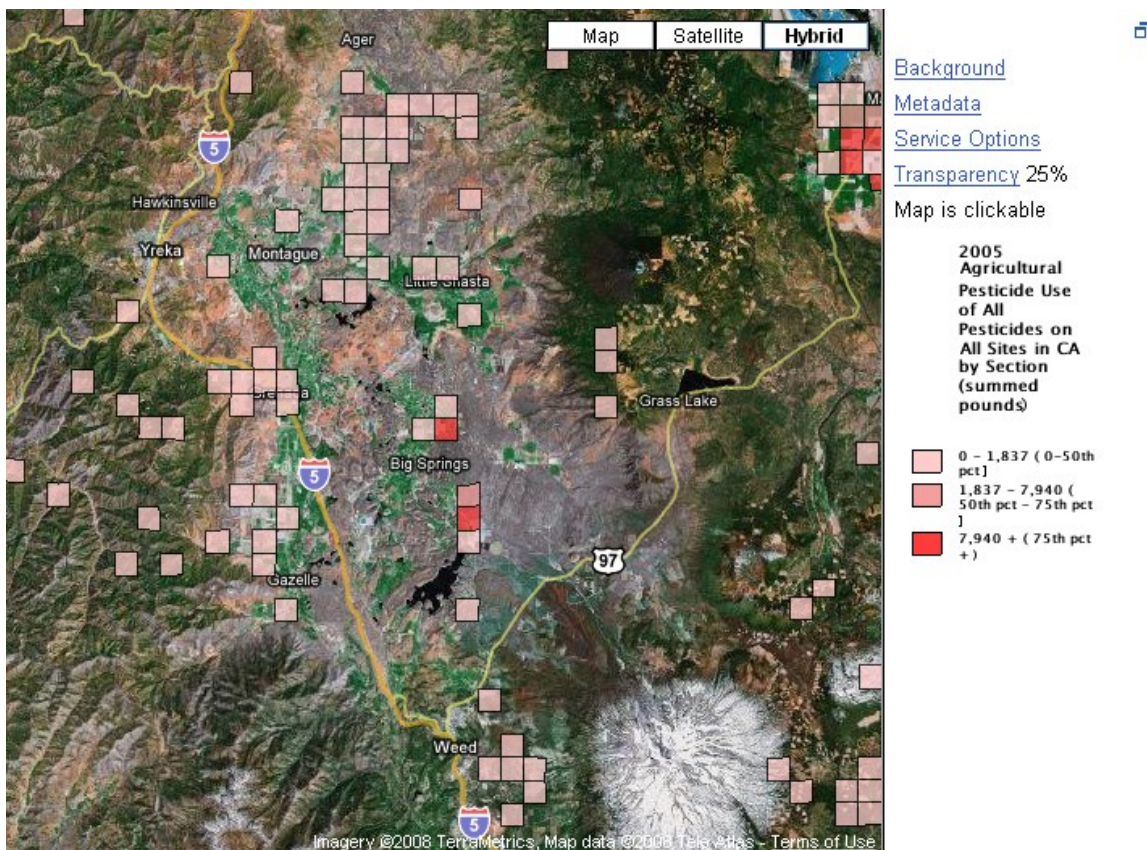 Map Satellite Hybrid
Ager
5
Hawkinsville
Yreka
Montague
Little Shasta
Grass Lake
Big Springs
5
97
Gazelle
Weed
5
Imagery ©2008 TerraMetrics, Map data ©2008 Tele Atlas - Terms of Use
Background
Metadata
Service Options
Transparency 25%
Map is clickable
2005
Agricultural
Pesticide Use
of All
Pesticides on
All Sites in CA
by Section
(summed
pounds)
0 - 1,837 ( 0-50th
pct ]
1,837 - 7,940 (
50th pct - 75th pct
]
7,940 + ( 75th pct
+ )